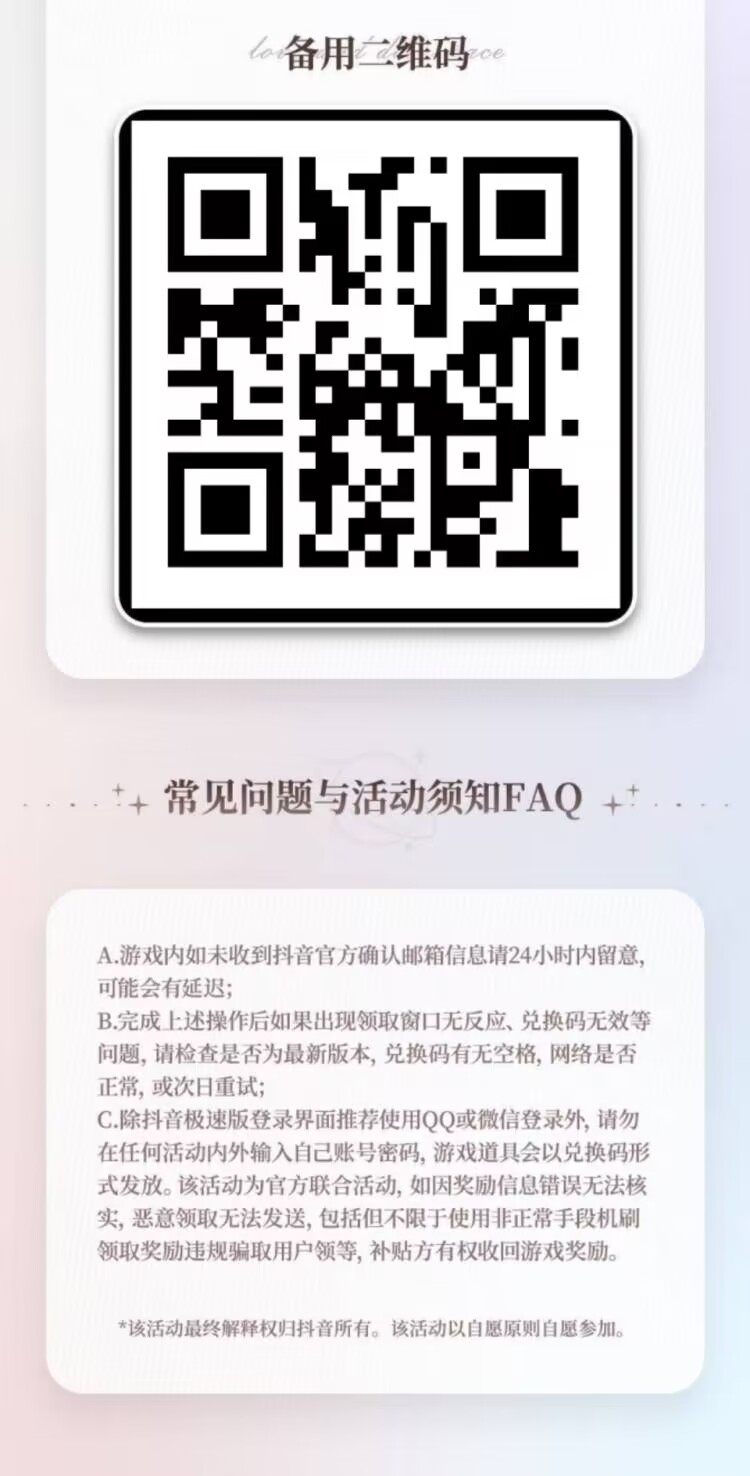 备用二维码
常见问题与活动须知FAQ
A.游戏内如未收到抖音官方确认邮箱信息请24小时内留意,
可能会有延迟;
B.完成上述操作后如果出现领取窗口无反应、兑换码无效等
问题, 请检查是否为最新版本, 兑换码有无空格, 网络是否
正常, 或次日重试;
C.除抖音极速版登录界面推荐使用QQ或微信登录外, 请勿
在任何活动内外输入自己账号密码, 游戏道具会以兑换码形
式发放。该活动为官方联合活动, 如因奖励信息错误无法核
实, 恶意领取无法发送, 包括但不限于使用非正常手段机刷
领取奖励违规骗取用户领等, 补贴方有权收回游戏奖励。
*该活动最终解释权归抖音所有。该活动以自愿原则自愿参加。